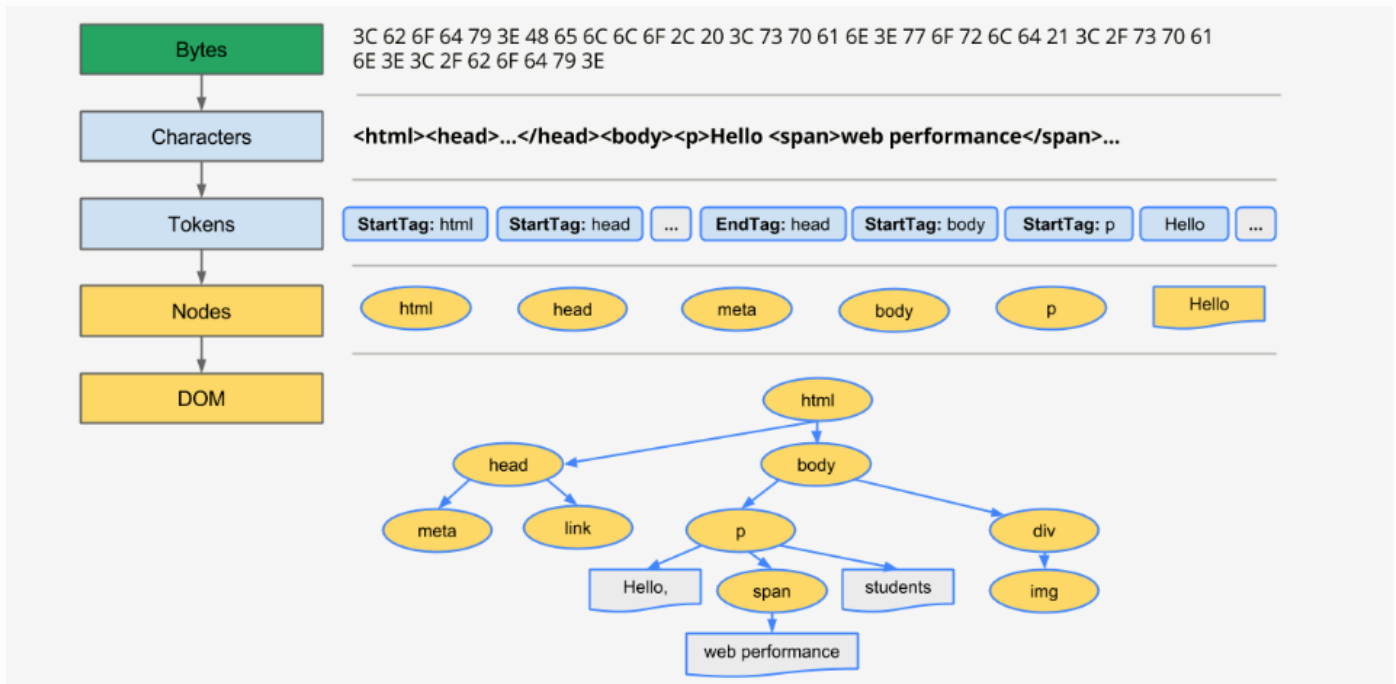 Bytes
3C 62 6F 64 79 3E 48 65 6C 6C 6F 2C 20 3C 73 70 61 6E 3E 77 6F 72 6C 64 21 3C 2F 73 70 61
6E 3E 3C 2F 62 6F 64 79 3E
Characters
<html><head>...</head><body><p>Hello <span>web performance</span>...
Tokens
StartTag: html
StartTag: head
...
EndTag: head
StartTag: body
StartTag: p
Hello
...
Nodes
html
head
meta
body
p
Hello
DOM
html
head
body
meta
link
p
div
Hello,
span
students
img
web performance